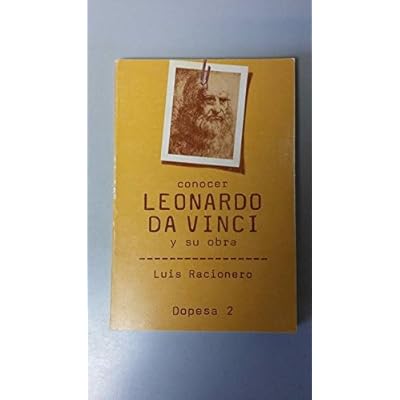 conocer
LEONARDO
DA VINCI
y su obra
Luis Racionero
Dopesa 2